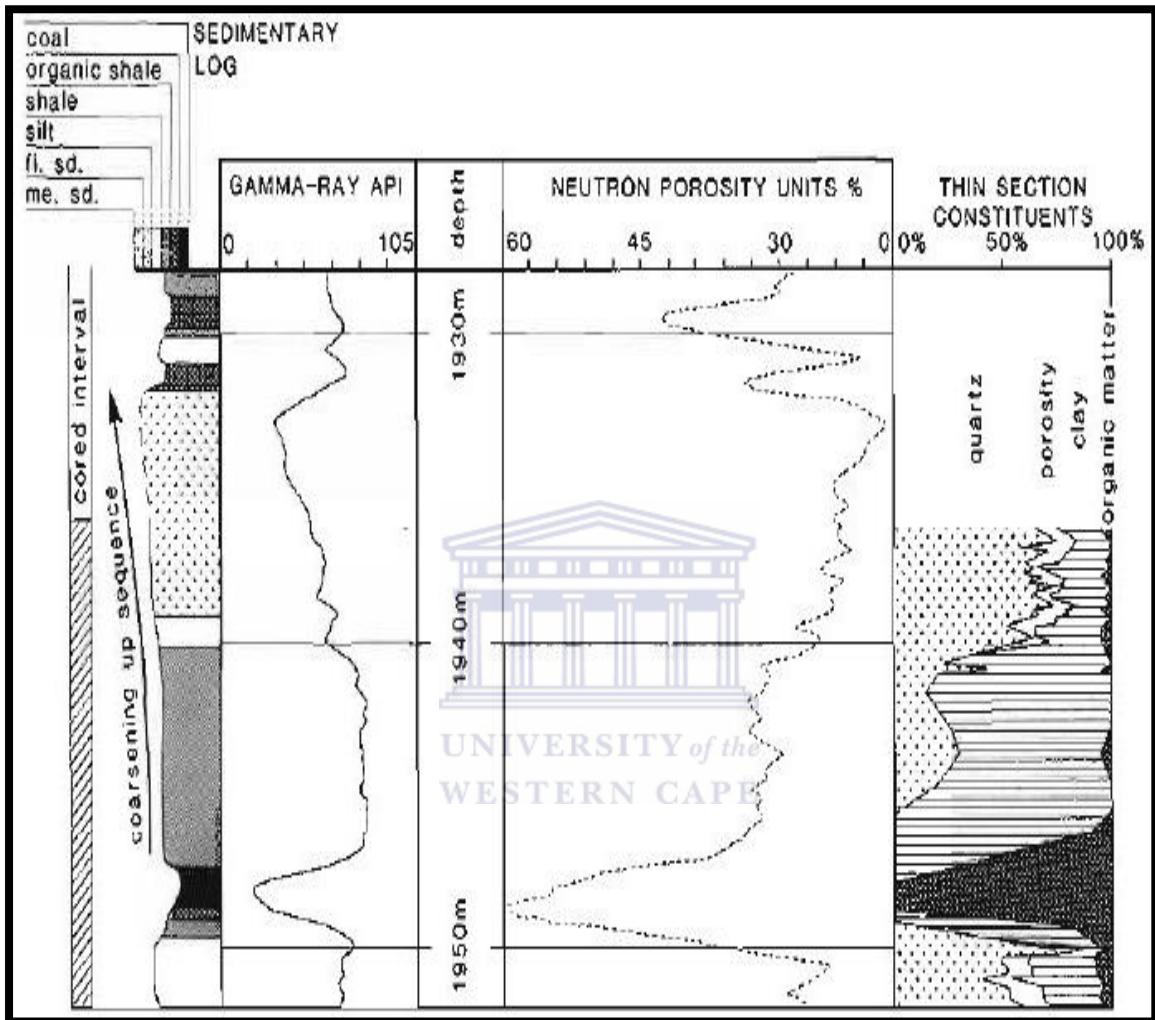 coal
organic shale
shale
silt
fi. sd.
me. sd.
SEDIMENTARY
LOG
GAMMA-RAY API
0 105
depth
NEUTRON POROSITY UNITS %
60 45 30 0
THIN SECTION
CONSTITUENTS
0% 50% 100%
cored interval
coarsening up sequence
1930m
1940m
1950m
quartz
porosity
clay
organic matter
UNIVERSITY of the
WESTERN CAPE